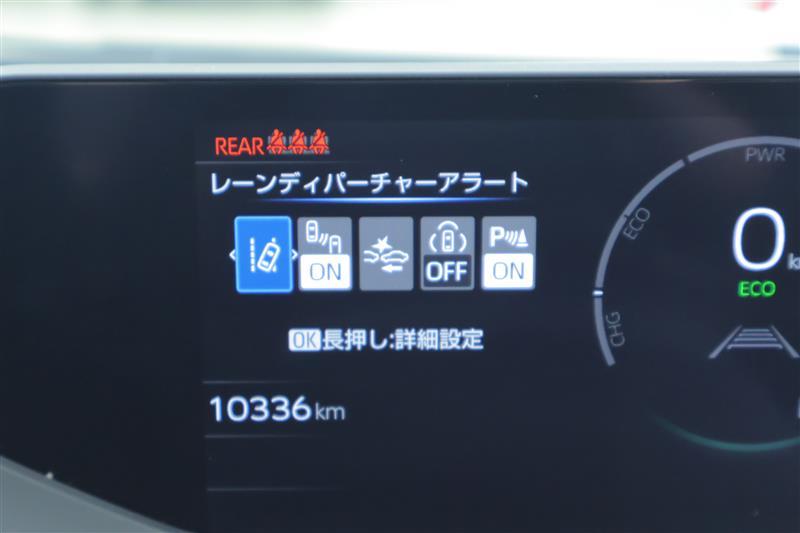 REAR
レーンディパーチャーアラート
ON OFF P ON
OK長押し:詳細設定
10336km
PWR
ECO
CHG
0
ECO